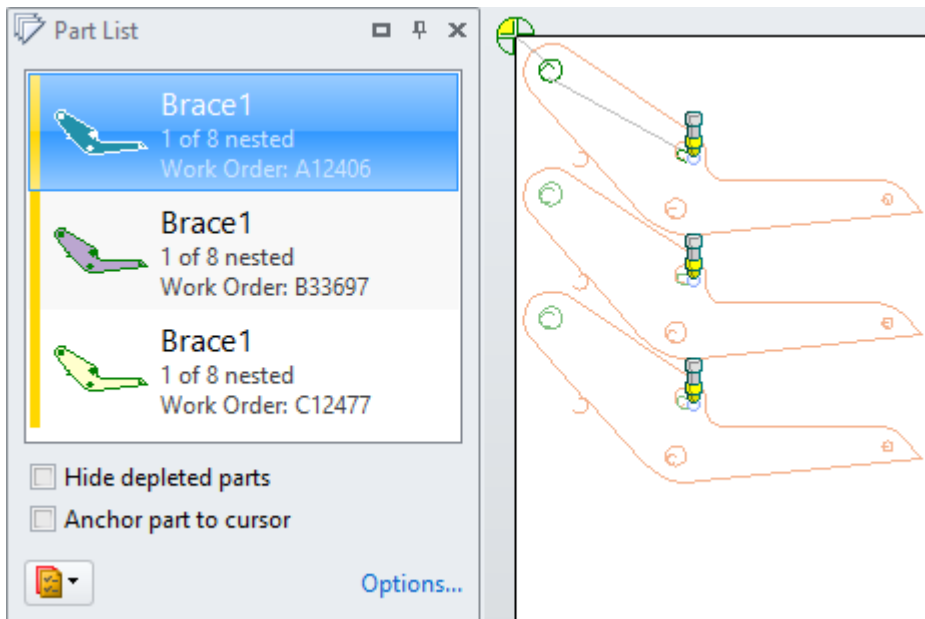 Part List
Brace1
1 of 8 nested
Work Order: A12406
Brace1
1 of 8 nested
Work Order: B33697
Brace1
1 of 8 nested
Work Order: C12477
Hide depleted parts
Anchor part to cursor
Options...